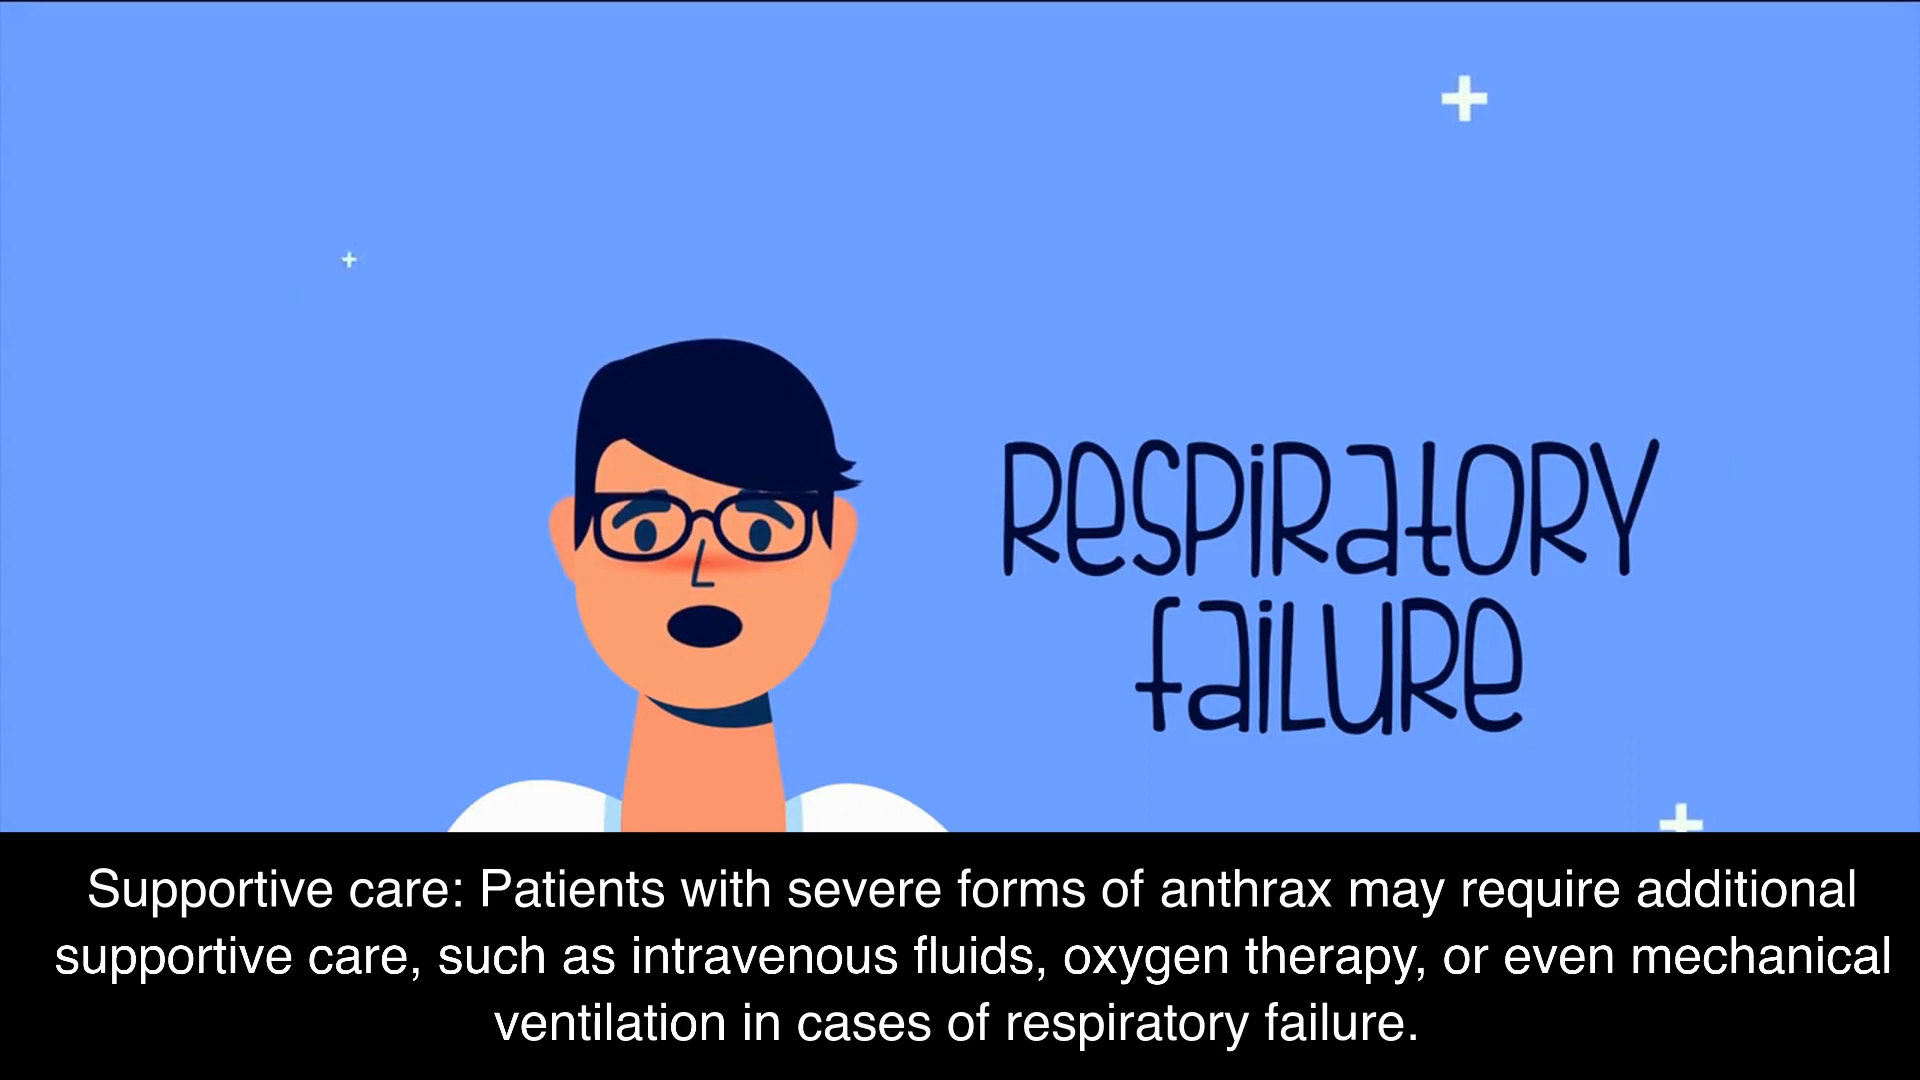 Respiratory
failure
Supportive care: Patients with severe forms of anthrax may require additional
supportive care, such as intravenous fluids, oxygen therapy, or even mechanical
ventilation in cases of respiratory failure.